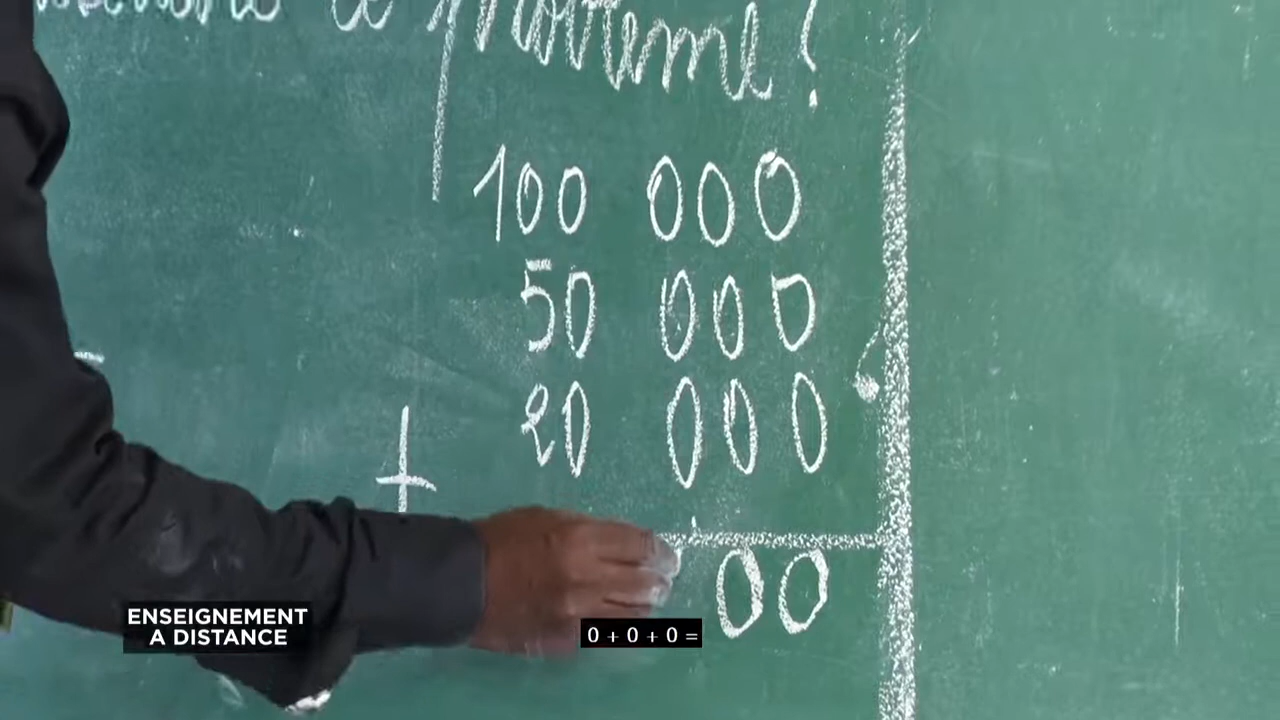 problème ?
100 000
50 000
20 000
+
00
ENSEIGNEMENT
A DISTANCE
0 + 0 + 0 =